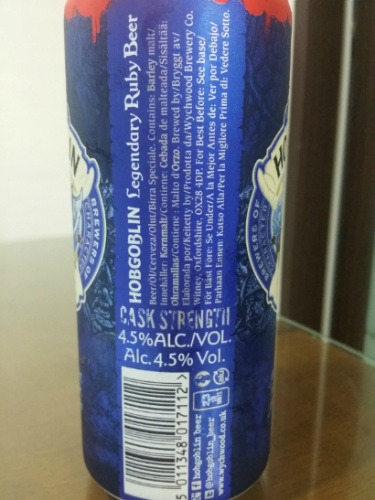 HOBGOBLIN Legendary Ruby Beer
Beer/Öl/Cerveza/Olut/Birra Speciale. Contains: Barley malt/
Innehåller: Kornmalt/Contiene: Cebada de malteada/Sisältää:
Ohramallas/Contiene : Malto d'Orzo. Brewed by/Bryggt av/
Elaborada por/Keitetty by/Prodotta da/Wychwood Brewery Co.
Witney, Oxfordshire, OX28 4DP. For Best Before: See base/
För Bäst Före: Se Under/A la Mejor Antes de: Ver por Debajo/
Parhaan Ennen: Katso Alla/Per la Migliore Prima di: Vedere Sotto.
CASK STRENGTH
4.5%ALC./VOL.
Alc. 4.5% Vol.
5 011348 017112 >
hobgoblin beer
@hobgoblin_beer
www.wychwood.co.uk
BREWERS OF